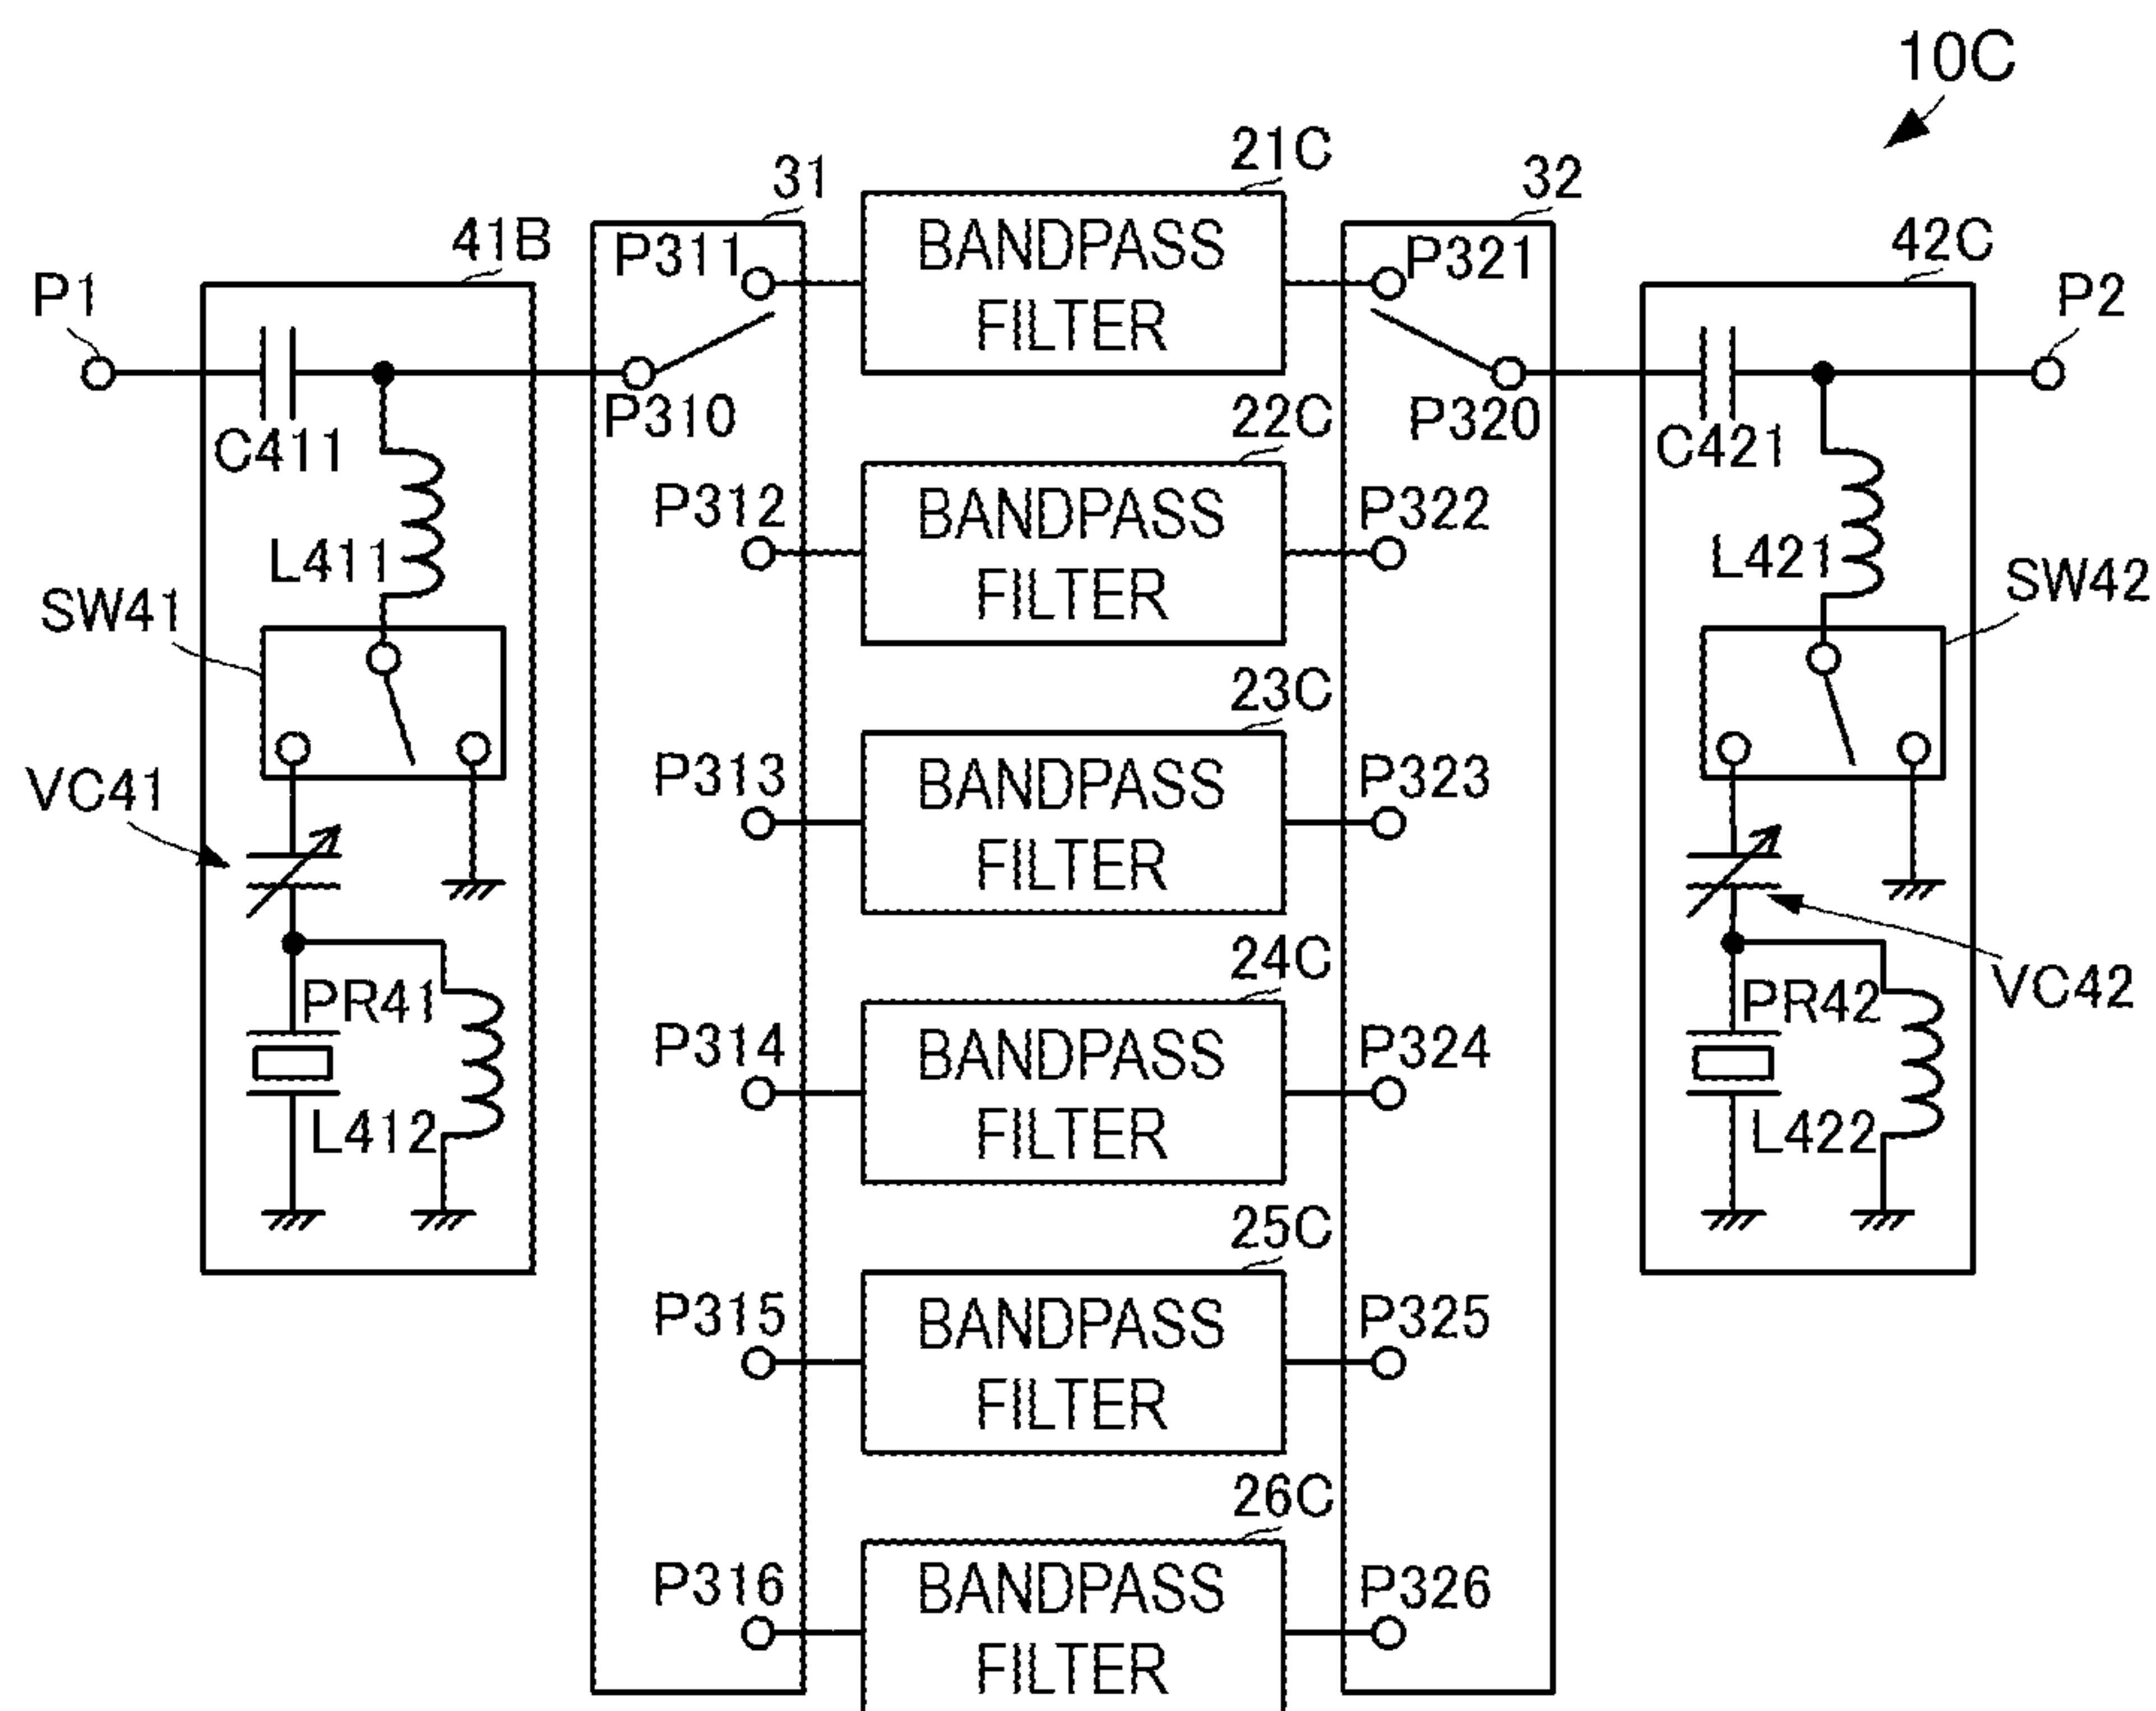 10C
21C
31
32
41B
P311
BANDPASS
FILTER
P321
42C
P1
P2
C411
P310
22C
P320
C421
L411
P312
BANDPASS
FILTER
P322
L421
SW41
SW42
23C
VC41
P313
BANDPASS
FILTER
P323
24C
PR41
P314
BANDPASS
FILTER
P324
PR42
VC42
L412
L422
25C
P315
BANDPASS
FILTER
P325
26C
P316
BANDPASS
FILTER
P326